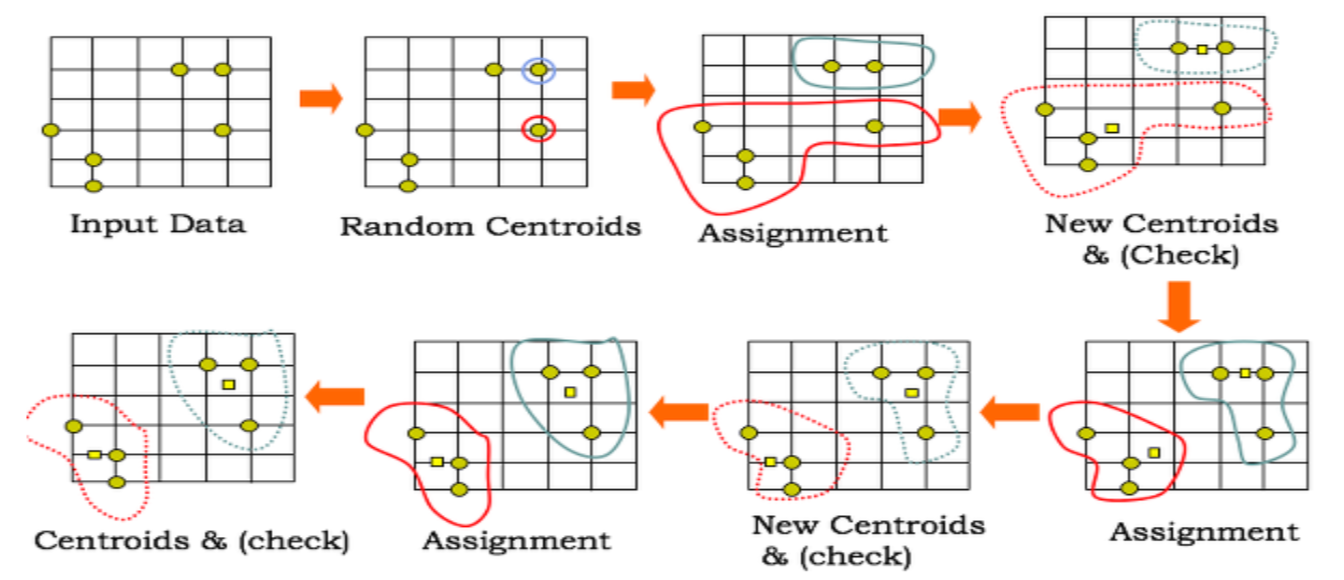 Input Data
Random Centroids
Assignment
New Centroids
& (Check)
Assignment
New Centroids
& (check)
Assignment
Centroids & (check)